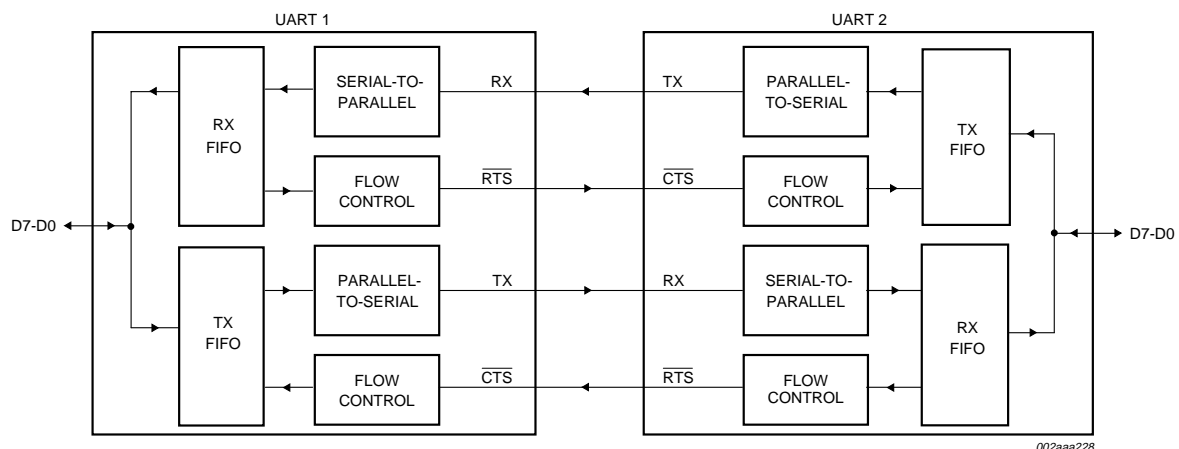 UART 1
UART 2
RX
FIFO
SERIAL-TO-
PARALLEL
RX
TX
PARALLEL-
TO-SERIAL
TX
FIFO
FLOW
CONTROL
RTS
CTS
FLOW
CONTROL
D7-D0
D7-D0
TX
FIFO
PARALLEL-
TO-SERIAL
TX
RX
SERIAL-TO-
PARALLEL
RX
FIFO
FLOW
CONTROL
CTS
RTS
FLOW
CONTROL
002aaa228